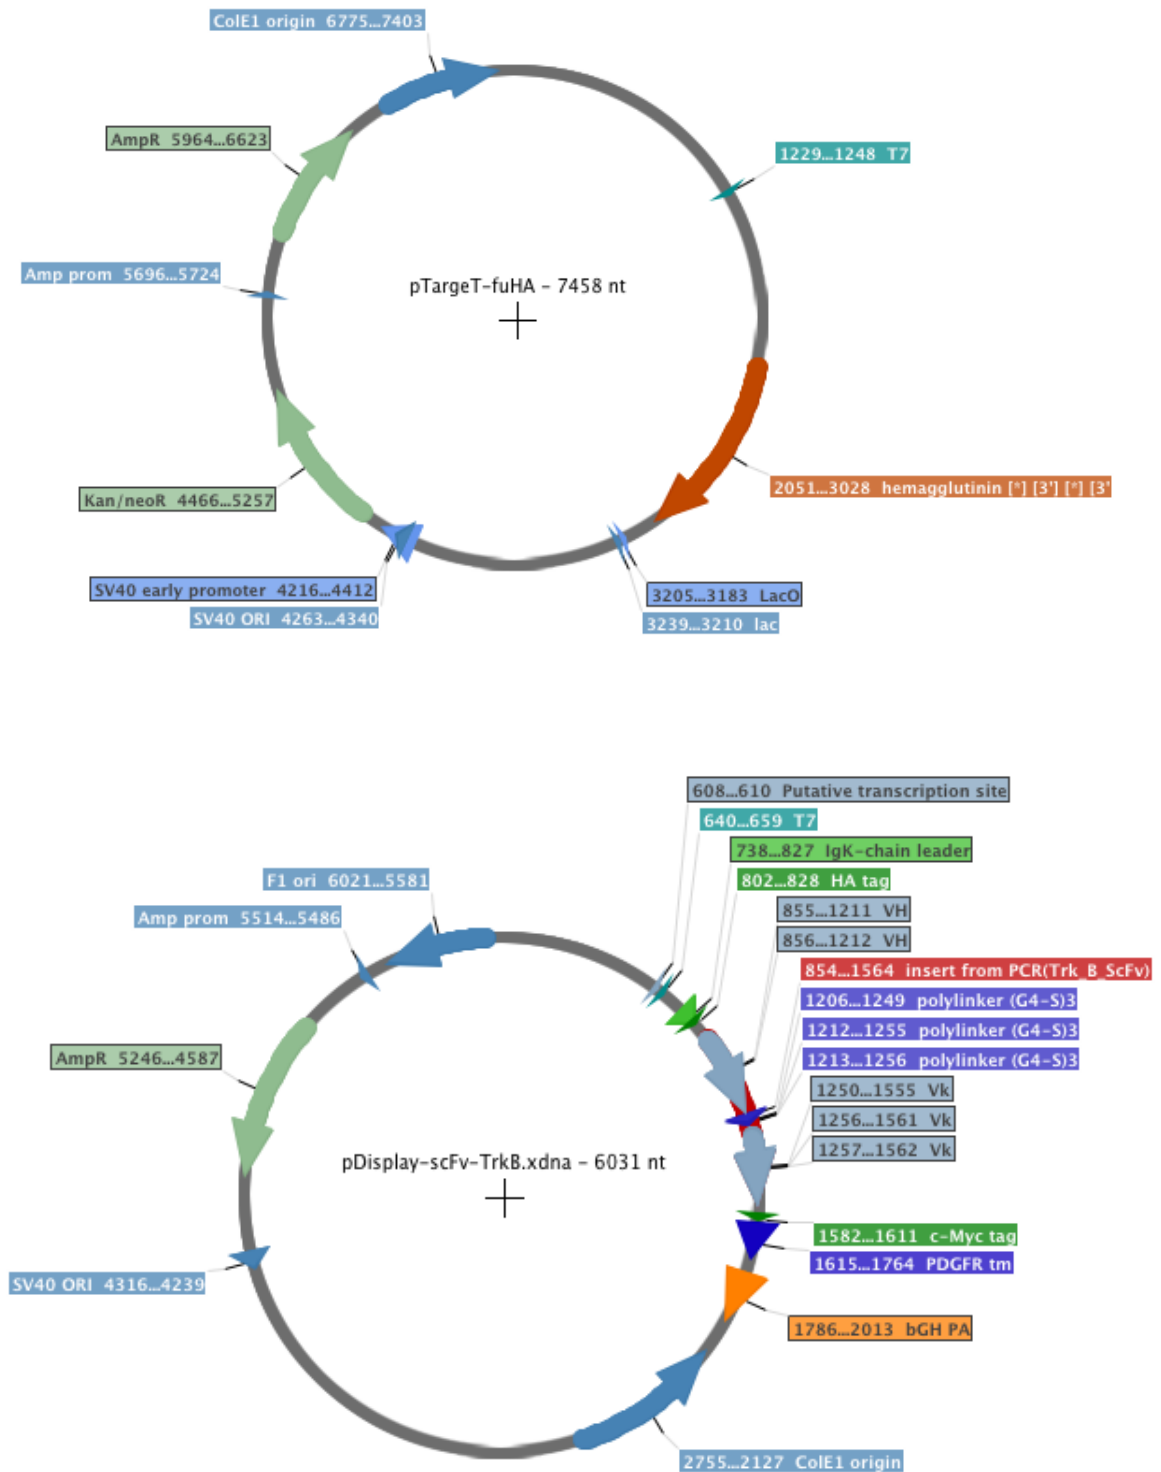 ColE1 origin 6775...7403
AmpR 5964...6623
1229...1248 T7
Amp prom 5696...5724
pTargeT-fuHA - 7458 nt
2051...3028 hemagglutinin [*] [3'] [*] [3'
Kan/neoR 4466...5257
SV40 early promoter 4216...4412
3205...3183 LacO
SV40 ORI 4263...4340
3239...3210 lac
608...610 Putative transcription site
640...659 T7
738...827 IgK-chain leader
F1 ori 6021...5581
802...828 HA tag
Amp prom 5514...5486
855...1211 VH
856...1212 VH
854...1564 insert from PCR(Trk_B_ScFv)
1206...1249 polylinker (G4-S)3
1212...1255 polylinker (G4-S)3
AmpR 5246...4587
1213...1256 polylinker (G4-S)3
1250...1555 Vk
1256...1561 Vk
1257...1562 Vk
pDisplay-scFv-TrkB.xdna - 6031 nt
1582...1611 c-Myc tag
1615...1764 PDGFR tm
SV40 ORI 4316...4239
1786...2013 bGH PA
2755...2127 ColE1 origin